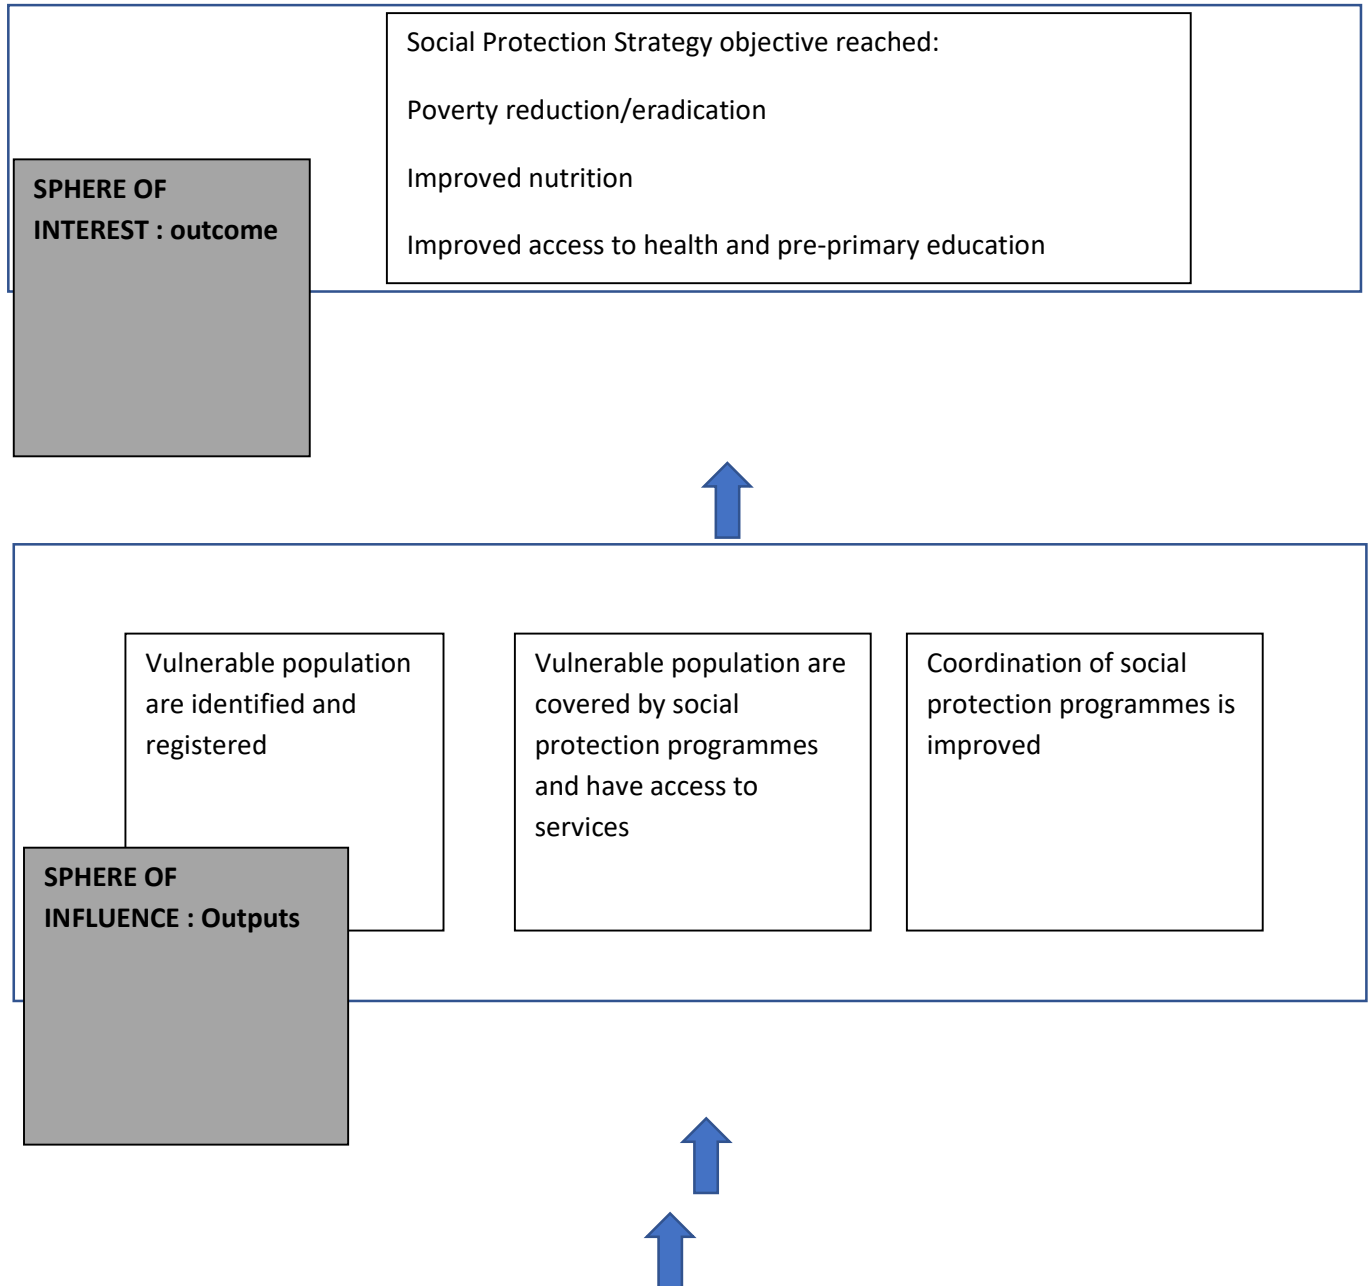 Social Protection Strategy objective reached:
Poverty reduction/eradication
Improved nutrition
Improved access to health and pre-primary education
SPHERE OF
INTEREST : outcome
Vulnerable population
are identified and
registered
Vulnerable population are
covered by social
protection programmes
and have access to
services
Coordination of social
protection programmes is
improved
SPHERE OF
INFLUENCE : Outputs